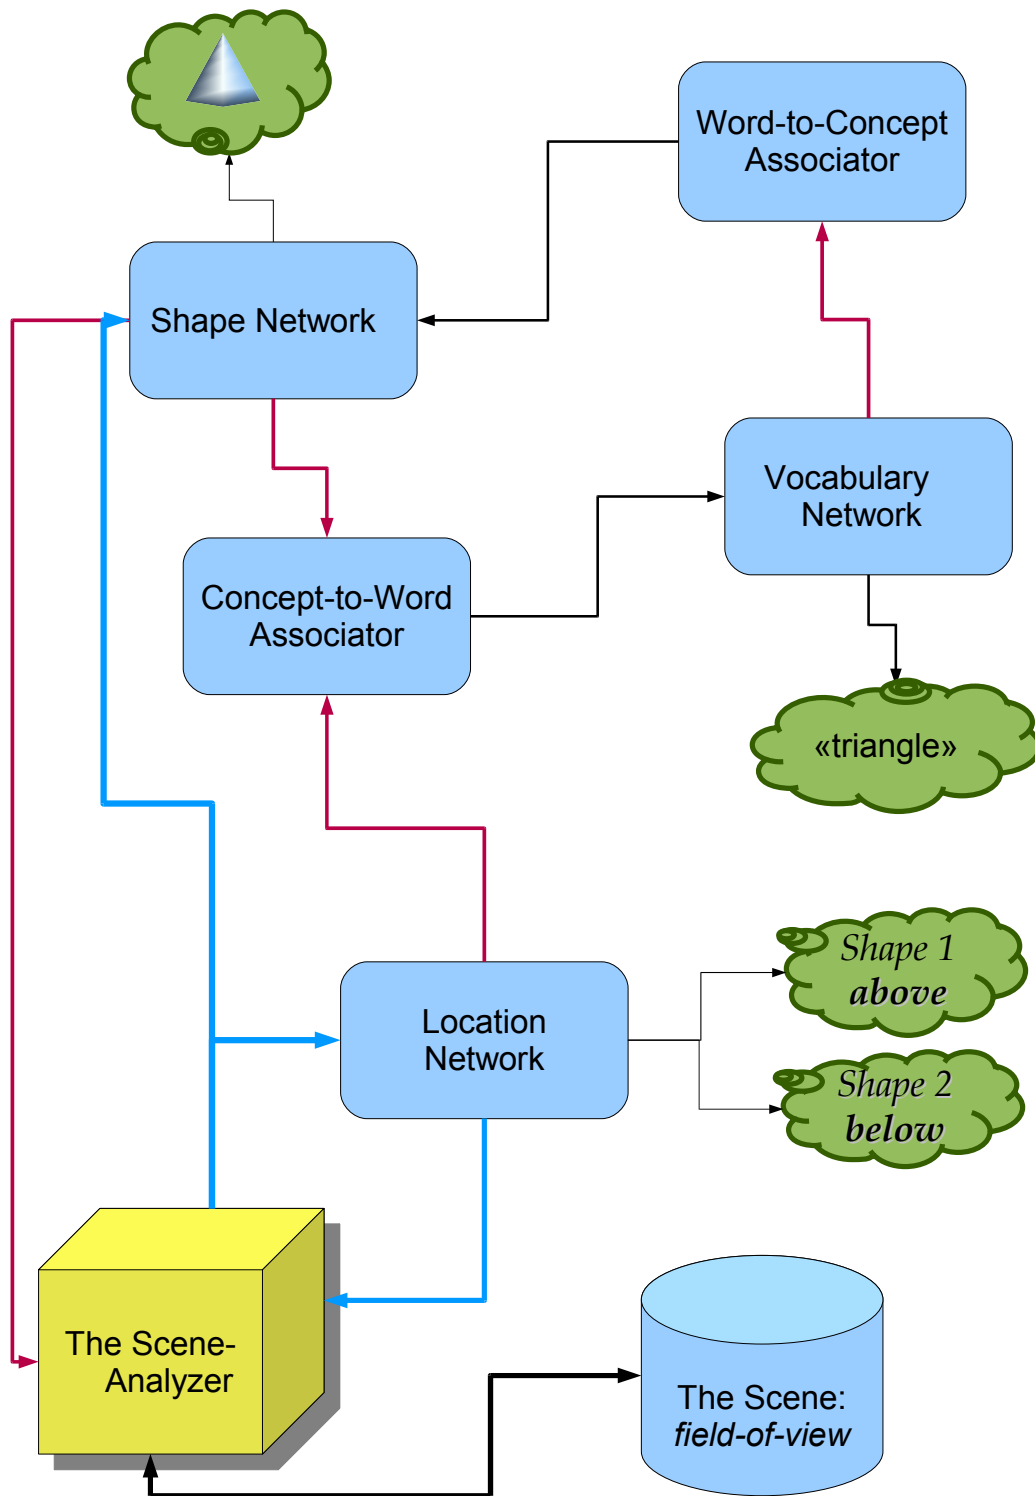 Word-to-Concept
Associator
Shape Network
Vocabulary
Network
Concept-to-Word
Associator
«triangle»
Shape 1
above
Location
Network
Shape 2
below
The Scene-
Analyzer
The Scene:
field-of-view